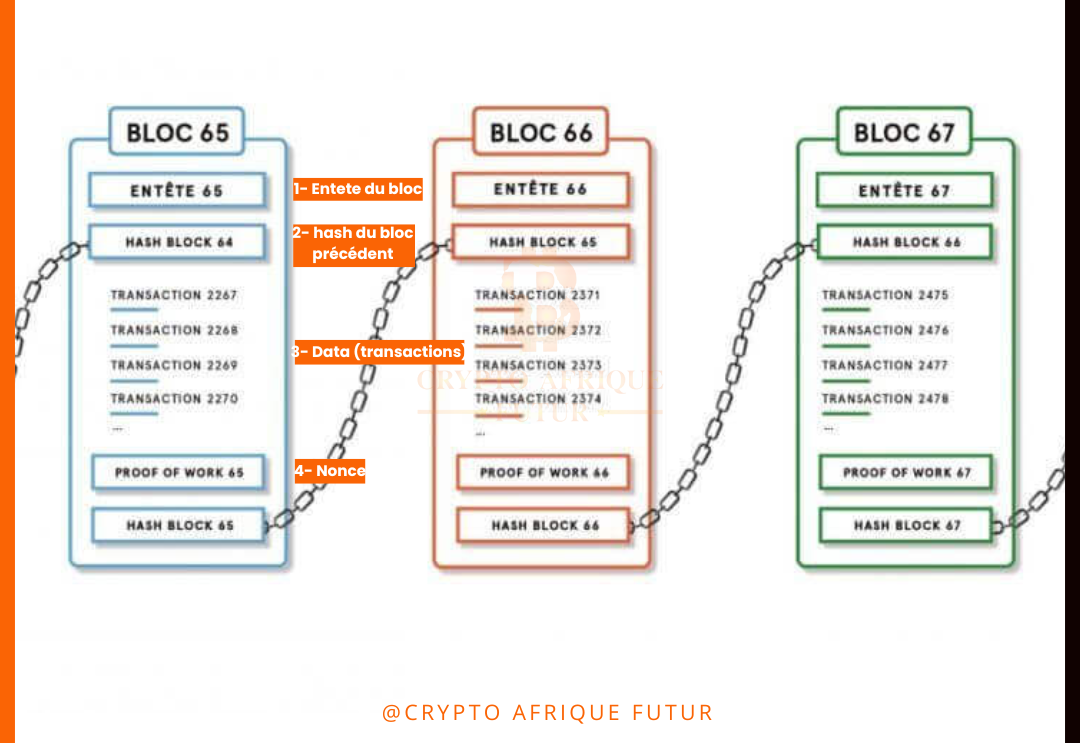 BLOC 65
ENTÊTE 65
HASH BLOCK 64
TRANSACTION 2267
TRANSACTION 2268
TRANSACTION 2269
TRANSACTION 2270
...
PROOF OF WORK 65
HASH BLOCK 65
1- Entete du bloc
2- hash du bloc
précédent
3- Data (transactions)
4- Nonce
BLOC 66
ENTÊTE 66
HASH BLOCK 65
TRANSACTION 2371
TRANSACTION 2372
TRANSACTION 2373
TRANSACTION 2374
...
PROOF OF WORK 66
HASH BLOCK 66
CRYPTO AFRIQUE
FUTUR
BLOC 67
ENTÊTE 67
HASH BLOCK 66
TRANSACTION 2475
TRANSACTION 2476
TRANSACTION 2477
TRANSACTION 2478
...
PROOF OF WORK 67
HASH BLOCK 67
@CRYPTO AFRIQUE FUTUR